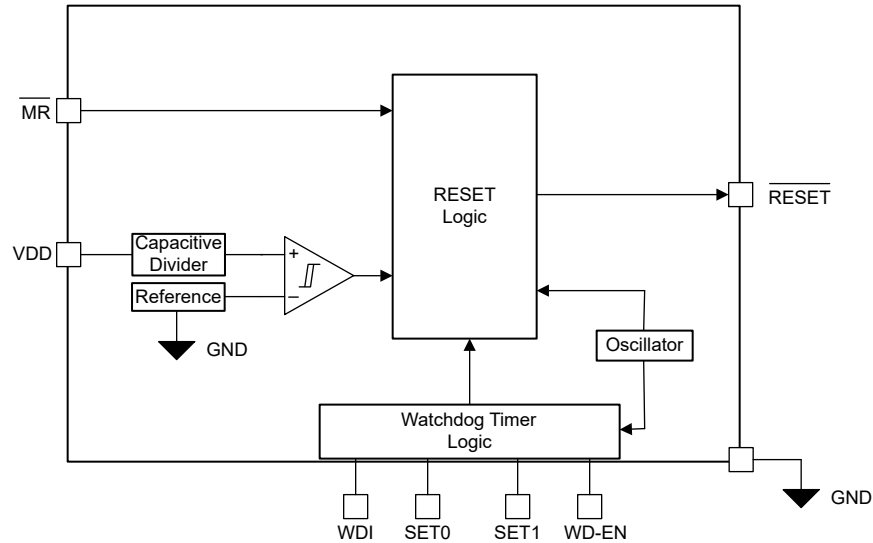 MR
RESET
Logic
RESET
VDD
Capacitive
Divider
+
Reference
−
GND
Oscillator
Watchdog Timer
Logic
GND
WDI
SET0
SET1
WD-EN